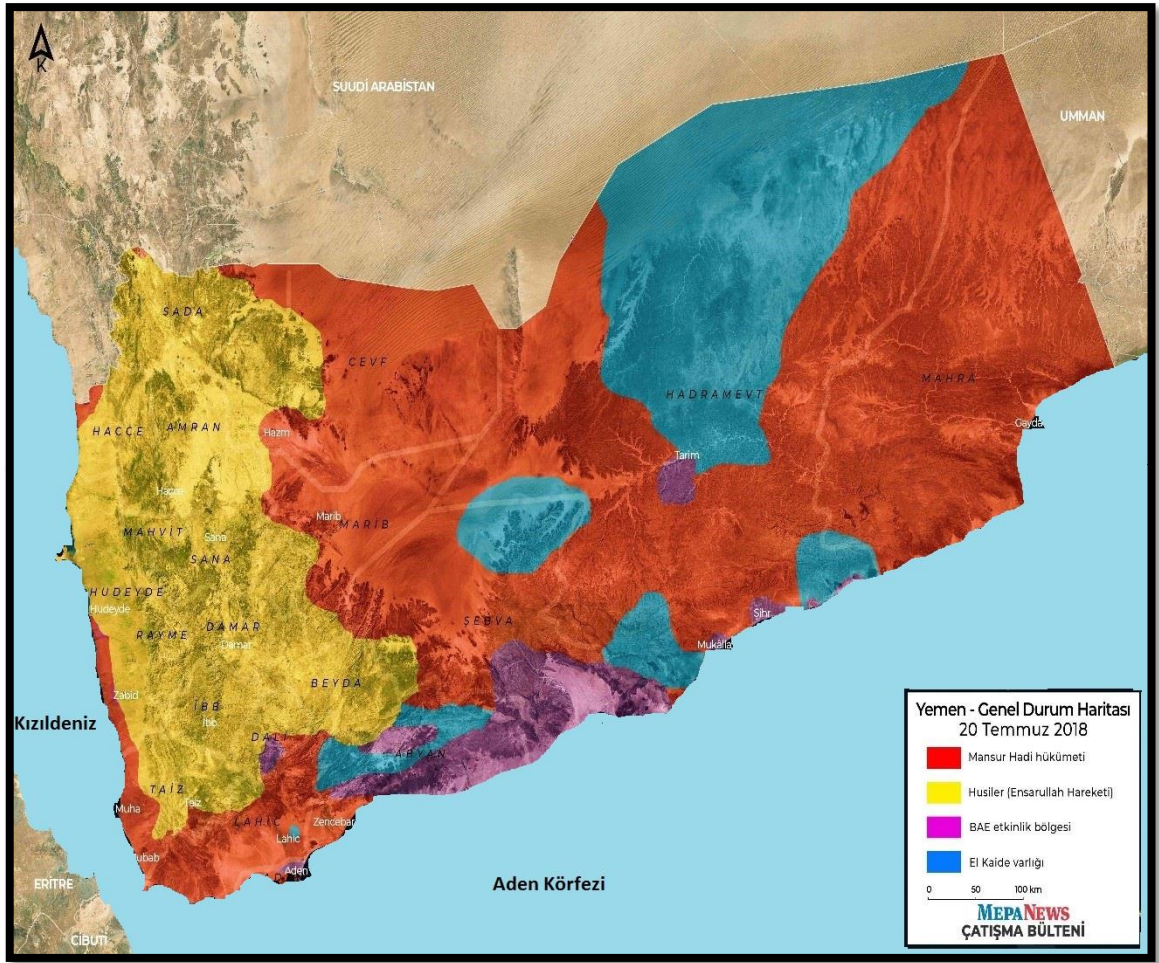 K
SUUDİ ARABİSTAN
UMMAN
SADA
CEVF
HADRAMEVT
MAHRA
HACCE
AMRAN
Hazm
Gayda
Tarim
Hacce
Marib
MARİB
MAHVİT
Sana
SANA
HUDEYDE
Hudeyde
RAYME
DAMAR
Damar
SEBVA
Sihr
Mukalla
BEYDA
Zabid
İBB
Ibb
Kızıldeniz
DALI
ABYAN
TAİZ
Taiz
Muha
LAHİC
Zencebar
Lahic
ubab
Aden
Aden Körfezi
ERİTRE
CİBUTİ
Yemen - Genel Durum Haritası
20 Temmuz 2018
Mansur Hadi hükümeti
Husiler (Ensarullah Hareketi)
BAE etkinlik bölgesi
El Kaide varlığı
0 50 100 km
MEPANEWS
ÇATIŞMA BÜLTENİ